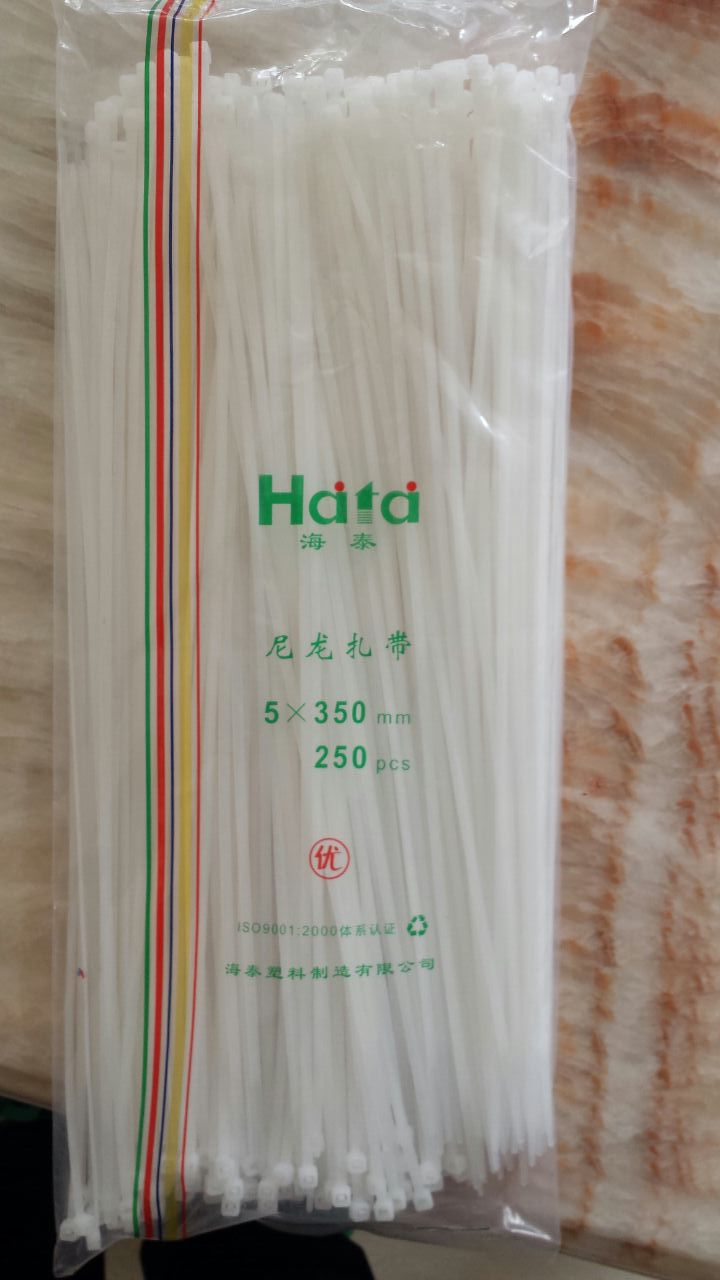 Hata
海泰
尼龙扎带
5×350 mm
250 pcs
优
ISO9001:2000体系认证
海泰塑料制造有限公司